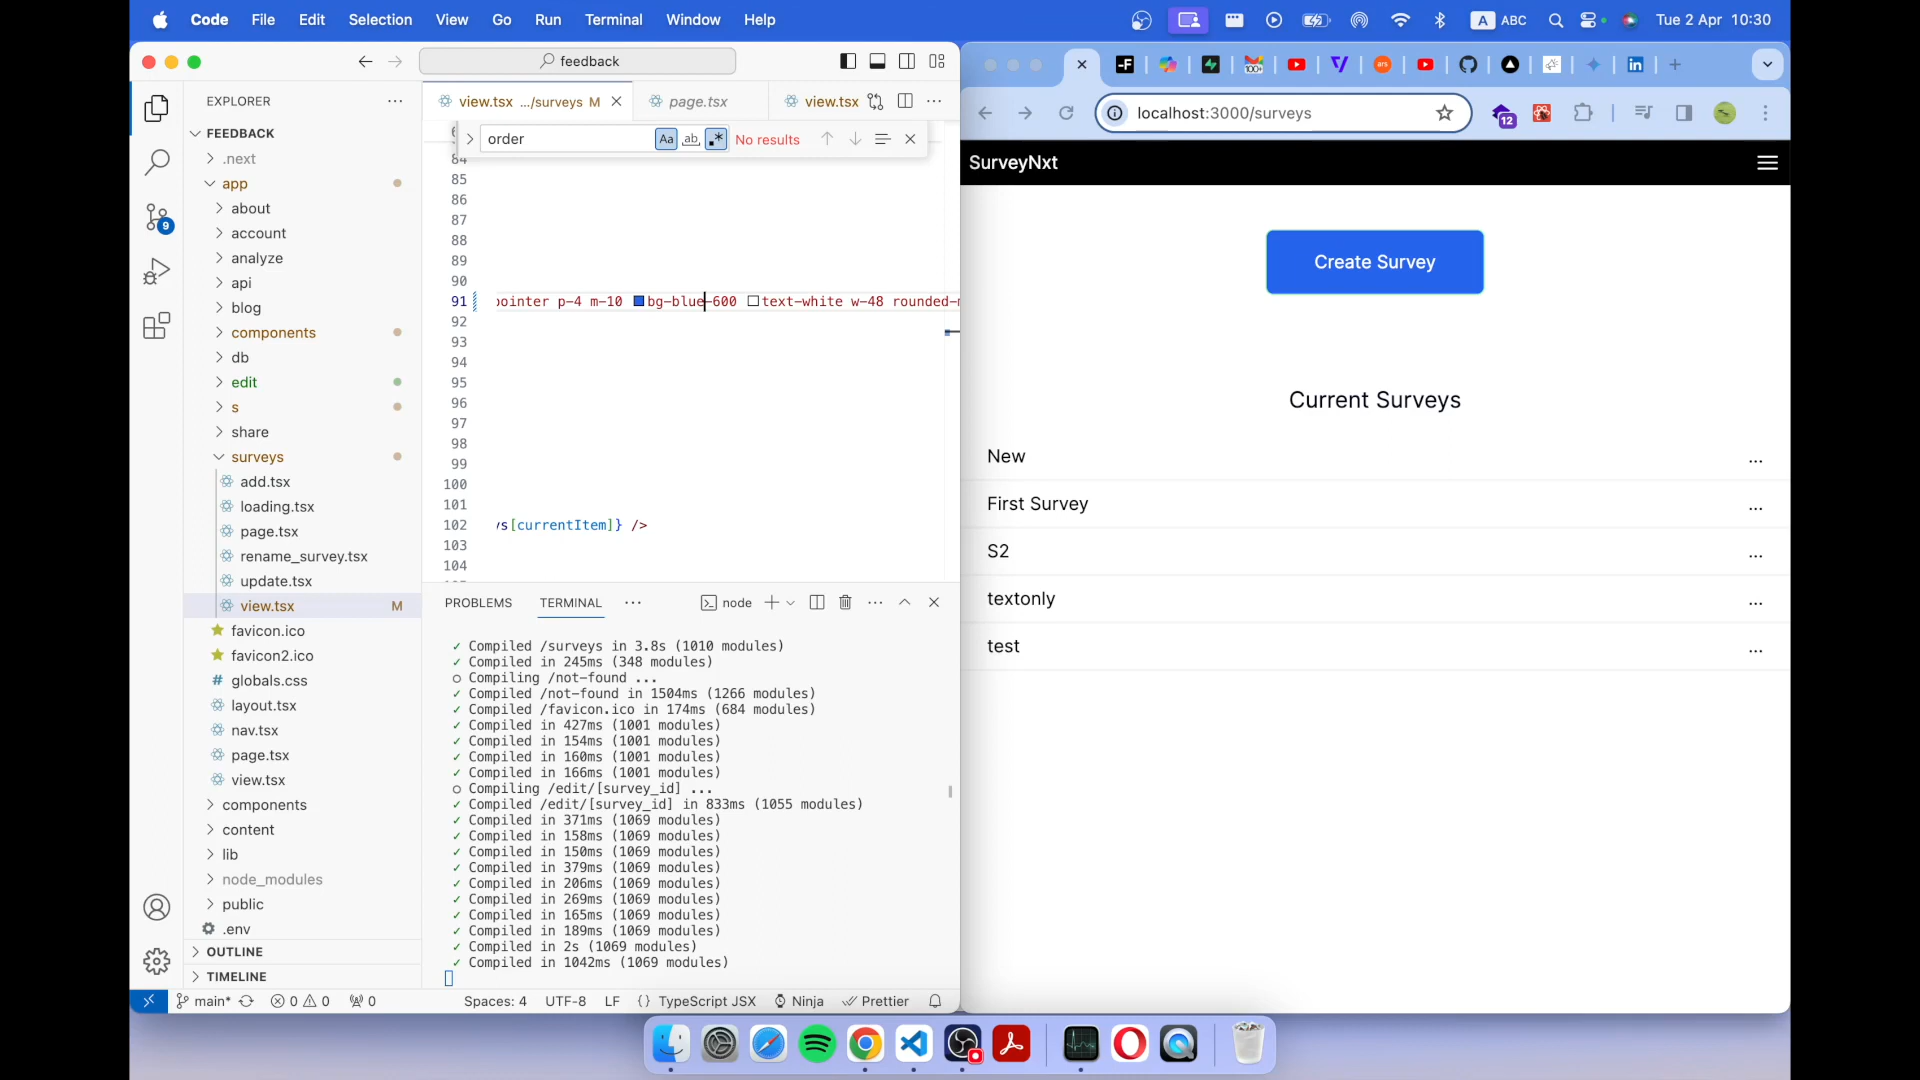 Code File Edit Selection View Go Run Terminal Window Help
A ABC Tue 2 Apr 10:30
feedback
EXPLORER
FEEDBACK
.next
app
about
account
analyze
api
blog
components
db
edit
s
share
surveys
add.tsx
loading.tsx
page.tsx
rename_survey.tsx
update.tsx
view.tsx M
favicon.ico
favicon2.ico
# globals.css
layout.tsx
nav.tsx
page.tsx
view.tsx
components
content
lib
node_modules
public
.env
OUTLINE
TIMELINE
9
view.tsx .../surveys M
page.tsx
view.tsx
order
Aa ab .* No results
84
85
86
87
88
89
90
91 pointer p-4 m-10 bg-blue-600 text-white w-48 rounded-m
92
93
94
95
96
97
98
99
100
101
102 ys[currentItem]} />
103
104
PROBLEMS TERMINAL ... node
✓ Compiled /surveys in 3.8s (1010 modules)
✓ Compiled in 245ms (348 modules)
○ Compiling /not-found ...
✓ Compiled /not-found in 1504ms (1266 modules)
✓ Compiled /favicon.ico in 174ms (684 modules)
✓ Compiled in 427ms (1001 modules)
✓ Compiled in 154ms (1001 modules)
✓ Compiled in 160ms (1001 modules)
✓ Compiled in 166ms (1001 modules)
○ Compiling /edit/[survey_id] ...
✓ Compiled /edit/[survey_id] in 833ms (1055 modules)
✓ Compiled in 371ms (1069 modules)
✓ Compiled in 158ms (1069 modules)
✓ Compiled in 150ms (1069 modules)
✓ Compiled in 379ms (1069 modules)
✓ Compiled in 206ms (1069 modules)
✓ Compiled in 269ms (1069 modules)
✓ Compiled in 165ms (1069 modules)
✓ Compiled in 189ms (1069 modules)
✓ Compiled in 2s (1069 modules)
✓ Compiled in 1042ms (1069 modules)
main* 0 0 0 Spaces: 4 UTF-8 LF {} TypeScript JSX Ninja Prettier
localhost:3000/surveys
12
SurveyNxt
Create Survey
Current Surveys
New ...
First Survey ...
S2 ...
textonly ...
test ...